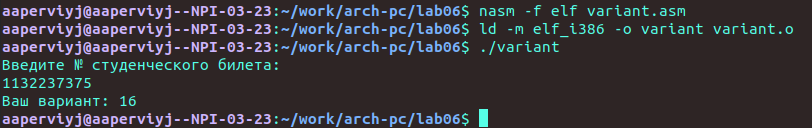 aaperviyj@aaperviyj--NPI-03-23:~/work/arch-pc/lab06$ nasm -f elf variant.asm
aaperviyj@aaperviyj--NPI-03-23:~/work/arch-pc/lab06$ ld -m elf_i386 -o variant variant.o
aaperviyj@aaperviyj--NPI-03-23:~/work/arch-pc/lab06$ ./variant
Введите № студенческого билета:
1132237375
Ваш вариант: 16
aaperviyj@aaperviyj--NPI-03-23:~/work/arch-pc/lab06$